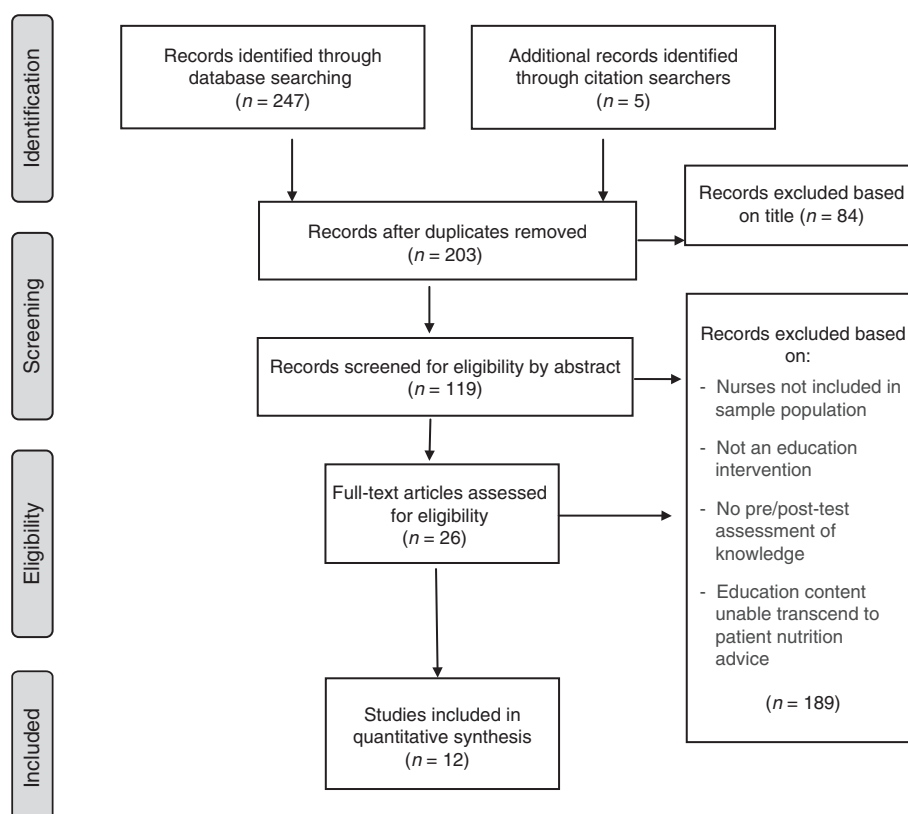 Identification
Records identified through
database searching
(n = 247)
Additional records identified
through citation searchers
(n = 5)
Records after duplicates removed
(n = 203)
Records excluded based
on title (n = 84)
Screening
Records screened for eligibility by abstract
(n = 119)
Records excluded based
on:
- Nurses not included in
sample population
- Not an education
intervention
- No pre/post-test
assessment of
knowledge
- Education content
unable transcend to
patient nutrition
advice
(n = 189)
Eligibility
Full-text articles assessed
for eligibility
(n = 26)
Included
Studies included in
quantitative synthesis
(n = 12)